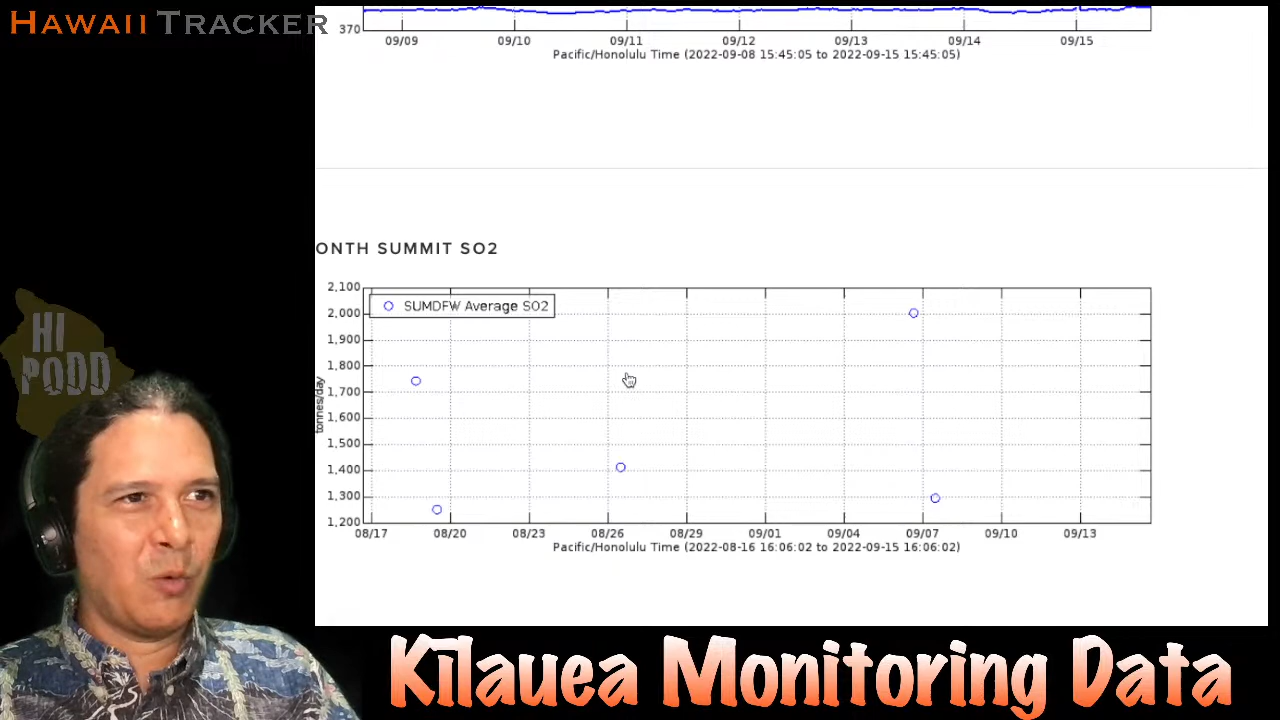 HAWAII TRACKER
370
09/09 09/10 09/11 09/12 09/13 09/14 09/15
Pacific/Honolulu Time (2022-09-08 15:45:05 to 2022-09-15 15:45:05)
ONTH SUMMIT SO2
SUMDFW Average SO2
2,100
2,000
1,900
1,800
1,700
1,600
1,500
1,400
1,300
1,200
tonnes/day
08/17 08/20 08/23 08/26 08/29 09/01 09/04 09/07 09/10 09/13
Pacific/Honolulu Time (2022-08-16 16:06:02 to 2022-09-15 16:06:02)
HI
PODD
Kīlauea Monitoring Data